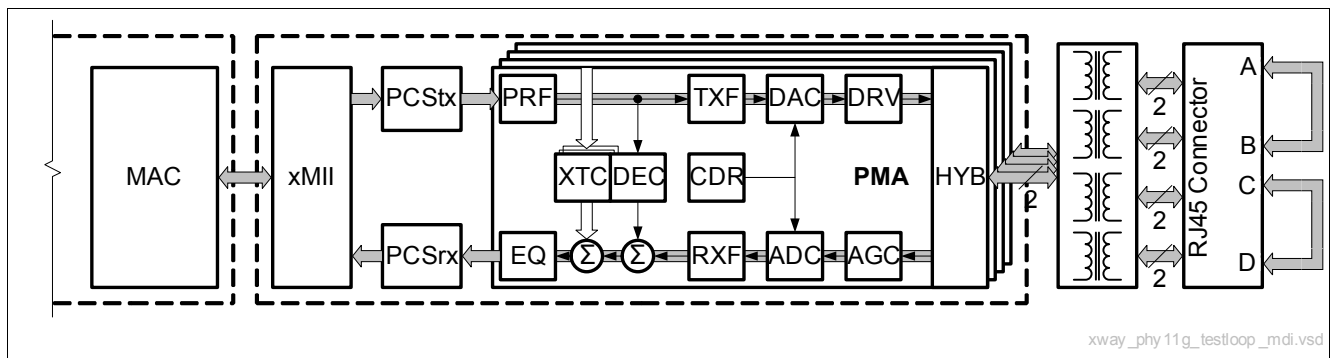 MAC
xMII
PCStx
PCSrx
PRF
TXF
DAC
DRV
XTC
DEC
CDR
PMA
HYB
EQ
Σ
Σ
RXF
ADC
AGC
2
2
2
2
2
RJ45 Connector
A
B
C
D
xway_phy11g_testloop_mdi.vsd